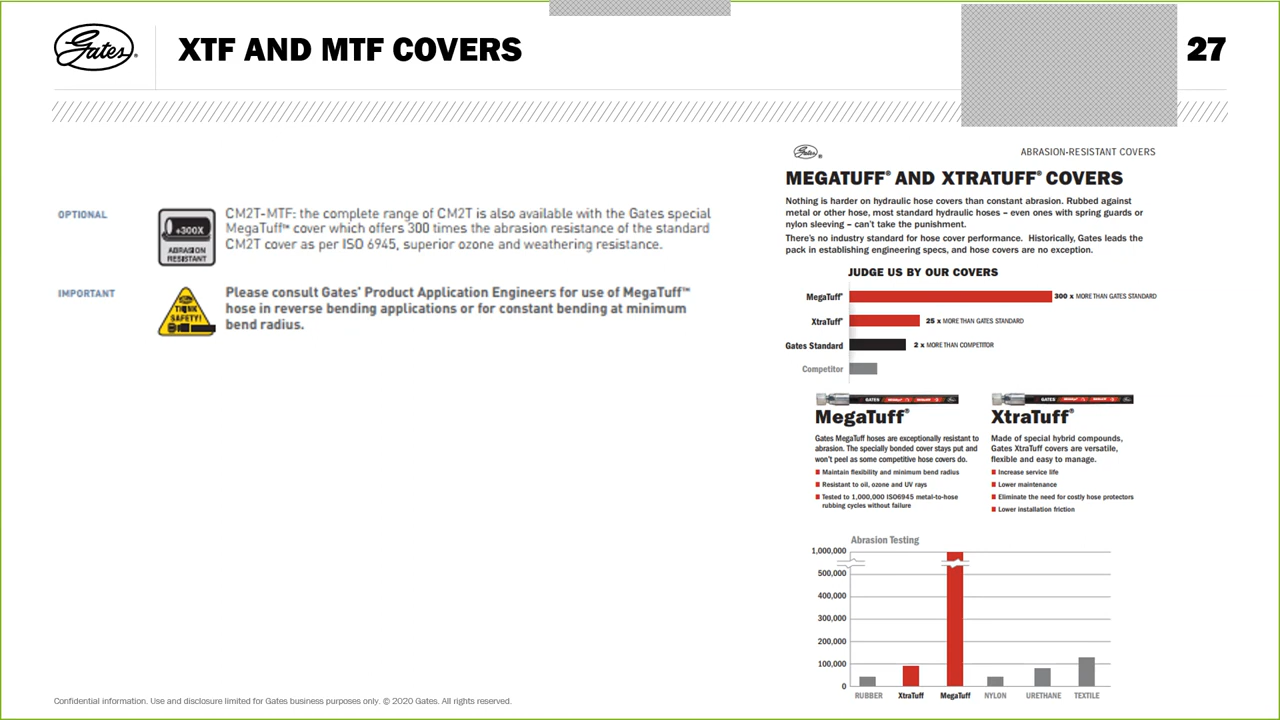 Gates®
XTF AND MTF COVERS
27
OPTIONAL
+300X
ABRASION
RESISTANT
CM2T-MTF: the complete range of CM2T is also available with the Gates special
MegaTuff™ cover which offers 300 times the abrasion resistance of the standard
CM2T cover as per ISO 6945, superior ozone and weathering resistance.
IMPORTANT
THINK
SAFETY!
Please consult Gates' Product Application Engineers for use of MegaTuff™
hose in reverse bending applications or for constant bending at minimum
bend radius.
Gates®
ABRASION-RESISTANT COVERS
MEGATUFF® AND XTRATUFF® COVERS
Nothing is harder on hydraulic hose covers than constant abrasion. Rubbed against
metal or other hose, most standard hydraulic hoses – even ones with spring guards or
nylon sleeving – can't take the punishment.
There's no industry standard for hose cover performance. Historically, Gates leads the
pack in establishing engineering specs, and hose covers are no exception.
JUDGE US BY OUR COVERS
MegaTuff® 300 x MORE THAN GATES STANDARD
XtraTuff® 25 x MORE THAN GATES STANDARD
Gates Standard 2 x MORE THAN COMPETITOR
Competitor
GATES
MegaTuff®
Gates MegaTuff hoses are exceptionally resistant to
abrasion. The specially bonded cover stays put and
won't peel as some competitive hose covers do.
Maintain flexibility and minimum bend radius
Resistant to oil, ozone and UV rays
Tested to 1,000,000 ISO6945 metal-to-hose
rubbing cycles without failure
GATES
XtraTuff®
Made of special hybrid compounds,
Gates XtraTuff covers are versatile,
flexible and easy to manage.
Increase service life
Lower maintenance
Eliminate the need for costly hose protectors
Lower installation friction
Abrasion Testing
1,000,000
500,000
400,000
300,000
200,000
100,000
0
RUBBER XtraTuff MegaTuff NYLON URETHANE TEXTILE
Confidential information. Use and disclosure limited for Gates business purposes only. © 2020 Gates. All rights reserved.